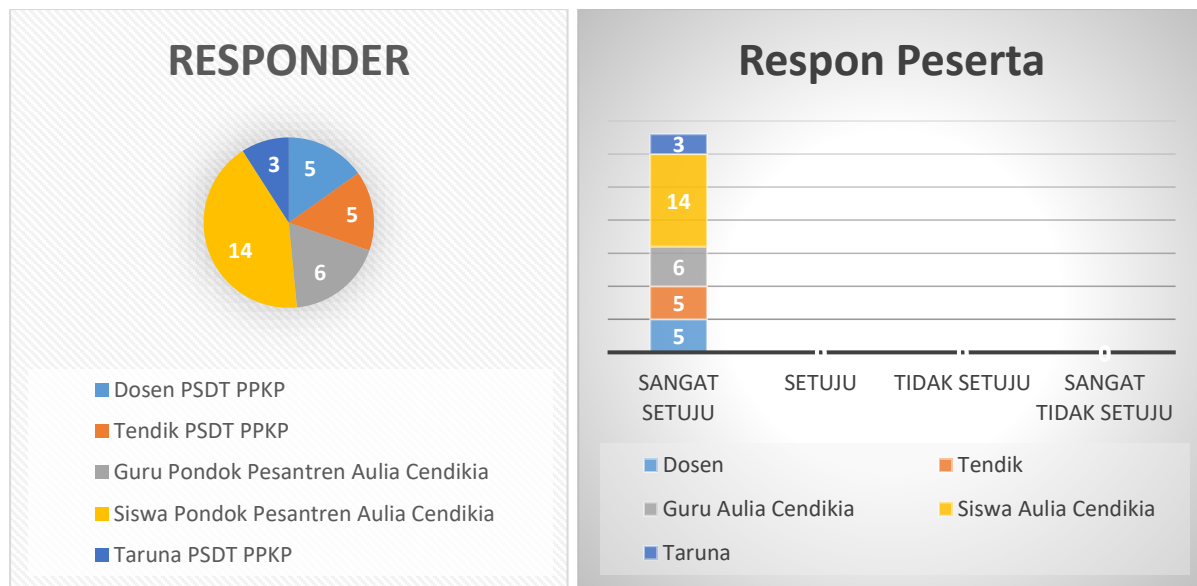 RESPONDER
3
5
5
14
6
Dosen PSDT PPKP
Tendik PSDT PPKP
Guru Pondok Pesantren Aulia Cendikia
Siswa Pondok Pesantren Aulia Cendikia
Taruna PSDT PPKP
Respon Peserta
3
14
6
5
5
0
SANGAT SETUJU
SETUJU
TIDAK SETUJU
SANGAT TIDAK SETUJU
Dosen
Tendik
Guru Aulia Cendikia
Siswa Aulia Cendikia
Taruna